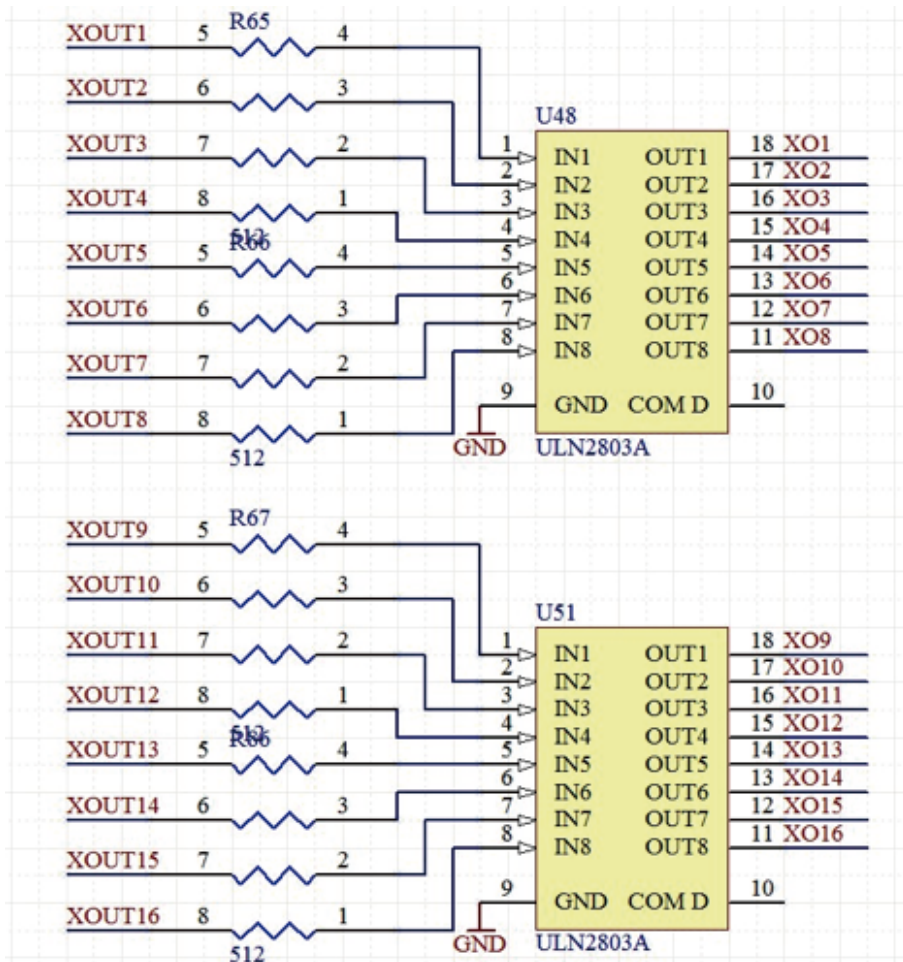 R65
XOUT1 5 4
XOUT2 6 3
XOUT3 7 2
XOUT4 8 1
512
R66
XOUT5 5 4
XOUT6 6 3
XOUT7 7 2
XOUT8 8 1
512
U48
1 IN1 OUT1 18 XO1
2 IN2 OUT2 17 XO2
3 IN3 OUT3 16 XO3
4 IN4 OUT4 15 XO4
5 IN5 OUT5 14 XO5
6 IN6 OUT6 13 XO6
7 IN7 OUT7 12 XO7
8 IN8 OUT8 11 XO8
9 GND COM D 10
GND ULN2803A
R67
XOUT9 5 4
XOUT10 6 3
XOUT11 7 2
XOUT12 8 1
512
XOUT13 5 4
XOUT14 6 3
XOUT15 7 2
XOUT16 8 1
512
U51
1 IN1 OUT1 18 XO9
2 IN2 OUT2 17 XO10
3 IN3 OUT3 16 XO11
4 IN4 OUT4 15 XO12
5 IN5 OUT5 14 XO13
6 IN6 OUT6 13 XO14
7 IN7 OUT7 12 XO15
8 IN8 OUT8 11 XO16
9 GND COM D 10
GND ULN2803A